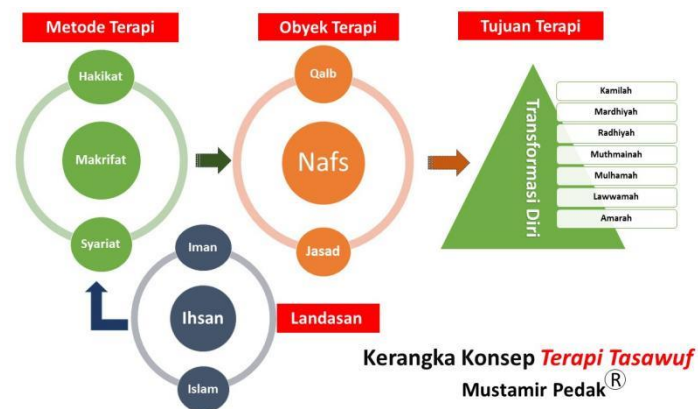 Metode Terapi
Obyek Terapi
Tujuan Terapi
Hakikat
Makrifat
Syariat
Qalb
Nafs
Jasad
Transformasi Diri
Kamilah
Mardhiyah
Radhiyah
Muthmainah
Mulhamah
Lawwamah
Amarah
Iman
Ihsan
Islam
Landasan
Kerangka Konsep Terapi Tasawuf
Mustamir Pedak®